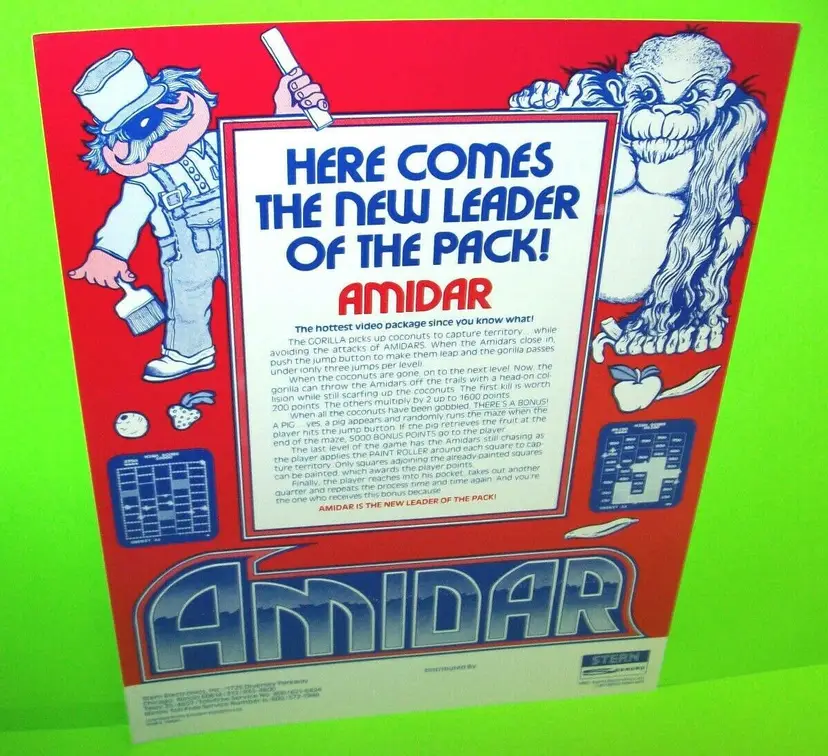 HERE COMES
THE NEW LEADER
OF THE PACK!
AMIDAR
The hottest video package since you know what!
The GORILLA picks up coconuts to capture territory... while
avoiding the attacks of AMIDARS. When the Amidars close in,
push the jump button to make them leap and the gorilla passes
under (only three jumps per level).
When the coconuts are gone, on to the next level. Now, the
gorilla can throw the Amidars off the trails with a head-on col-
lision while still scarfing up the coconuts. The first kill is worth
200 points. The others multiply by 2 up to 1600 points.
When all the coconuts have been gobbled, THERE'S A BONUS!
A PIG... yes, a pig appears and randomly runs the maze when the
player hits the jump button. If the pig retrieves the fruit at the
end of the maze, 5000 BONUS POINTS go to the player.
The last level of the game has the Amidars still chasing as
the player applies the PAINT ROLLER around each square to cap-
ture territory. Only squares adjoining the already-painted squares
can be painted, which awards the player points.
Finally, the player reaches into his pocket, takes out another
quarter and repeats the process time and time again. And you're
the one who receives this bonus because
AMIDAR IS THE NEW LEADER OF THE PACK!
AMIDAR
Distributed By
STERN
Stern Electronics, Inc.